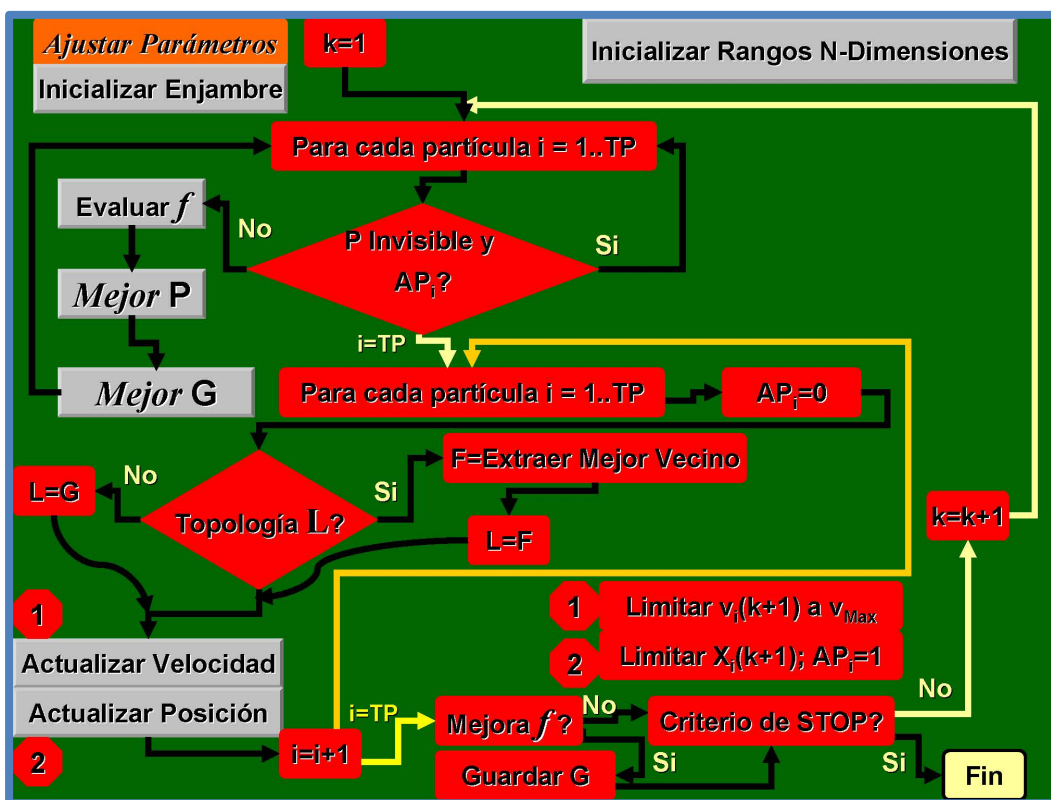 Ajustar Parámetros
k=1
Inicializar Rangos N-Dimensiones
Inicializar Enjambre
Para cada partícula i = 1..TP
Evaluar f
No
P Invisible y
APi?
Si
Mejor P
i=TP
Mejor G
Para cada partícula i = 1..TP
APi=0
F=Extraer Mejor Vecino
L=G
No
Topología L?
Si
L=F
k=k+1
1
1
Limitar vi(k+1) a vMax
2
Limitar Xi(k+1); APi=1
Actualizar Velocidad
Actualizar Posición
2
i=i+1
i=TP
Mejora f ?
No
Criterio de STOP?
No
Si
Guardar G
Si
Fin